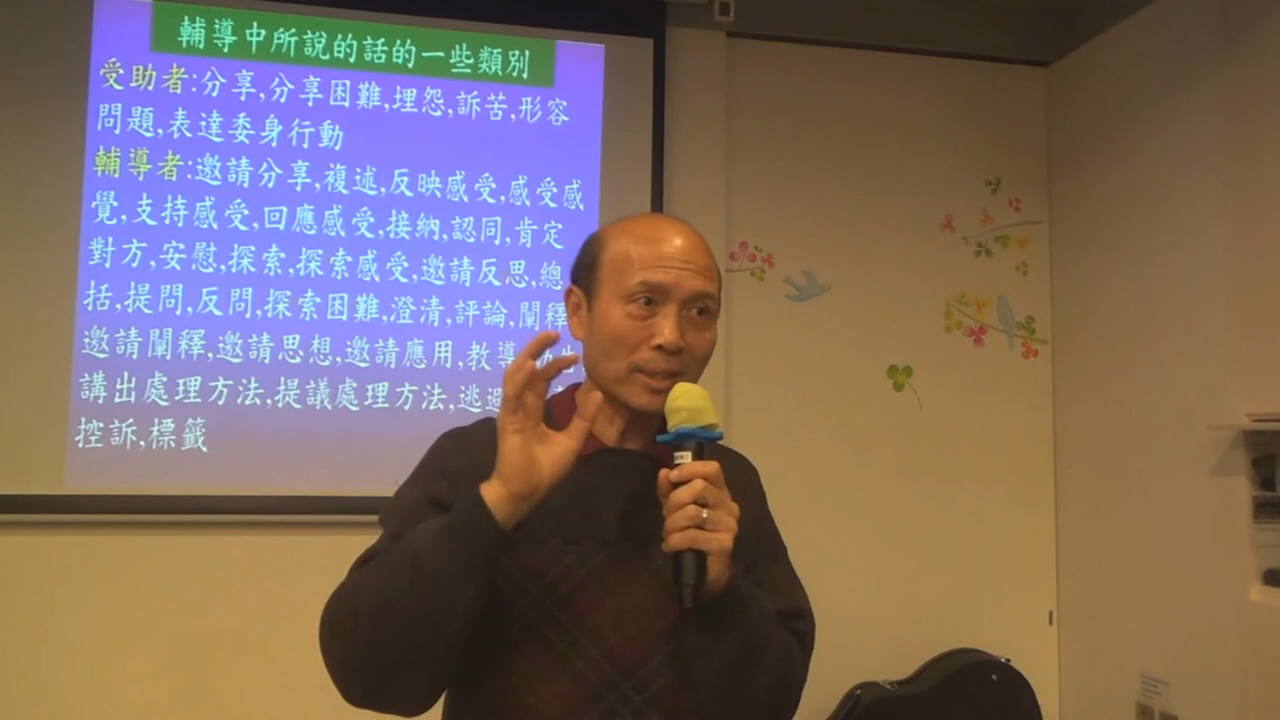 輔導中所說的話的一些類別
受助者:分享,分享困難,埋怨,訴苦,形容
問題,表達委身行動
輔導者:邀請分享,複述,反映感受,感受感
覺,支持感受,回應感受,接納,認同,肯定
對方,安慰,探索,探索感受,邀請反思,總
括,提問,反問,探索困難,澄清,評論,闡釋
邀請闡釋,邀請思想,邀請應用,教導
講出處理方法,提議處理方法,逃避
控訴,標籤